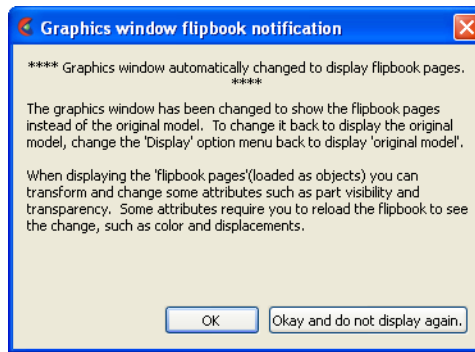 Graphics window flipbook notification
**** Graphics window automatically changed to display flipbook pages.
****
The graphics window has been changed to show the flipbook pages
instead of the original model.  To change it back to display the original
model, change the 'Display' option menu back to display 'original model'.
When displaying the 'flipbook pages'(loaded as objects) you can
transform and change some attributes such as part visibility and
transparency.  Some attributes require you to reload the flipbook to see
the change, such as color and displacements.
OK
Okay and do not display again.